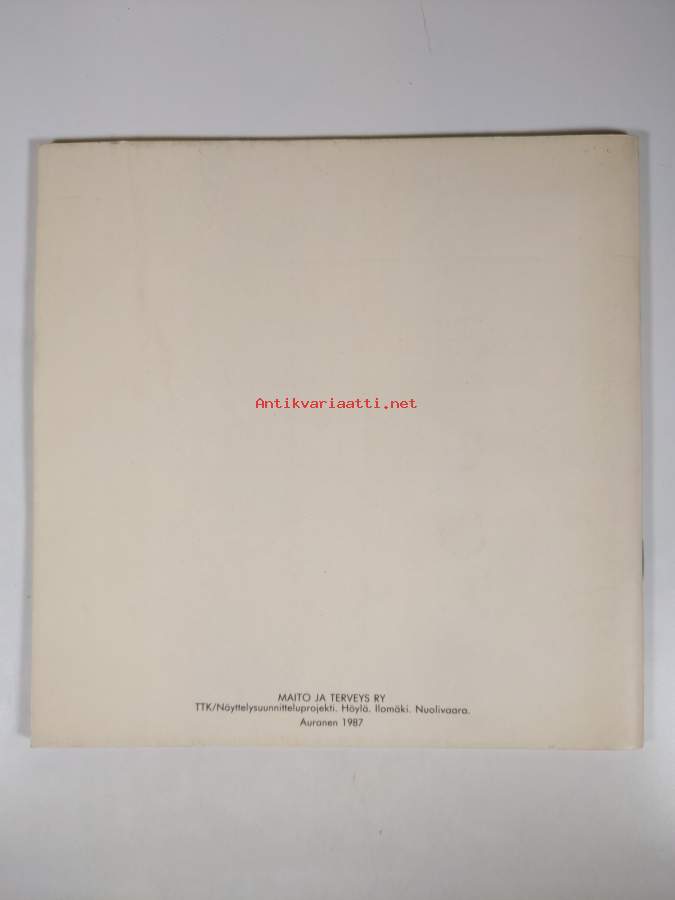 Antikvariaatti.net
MAITO JA TERVEYS RY
TTK/Näyttelysuunnitteluprojekti. Höylä. Ilomäki. Nuolivaara.
Auranen 1987